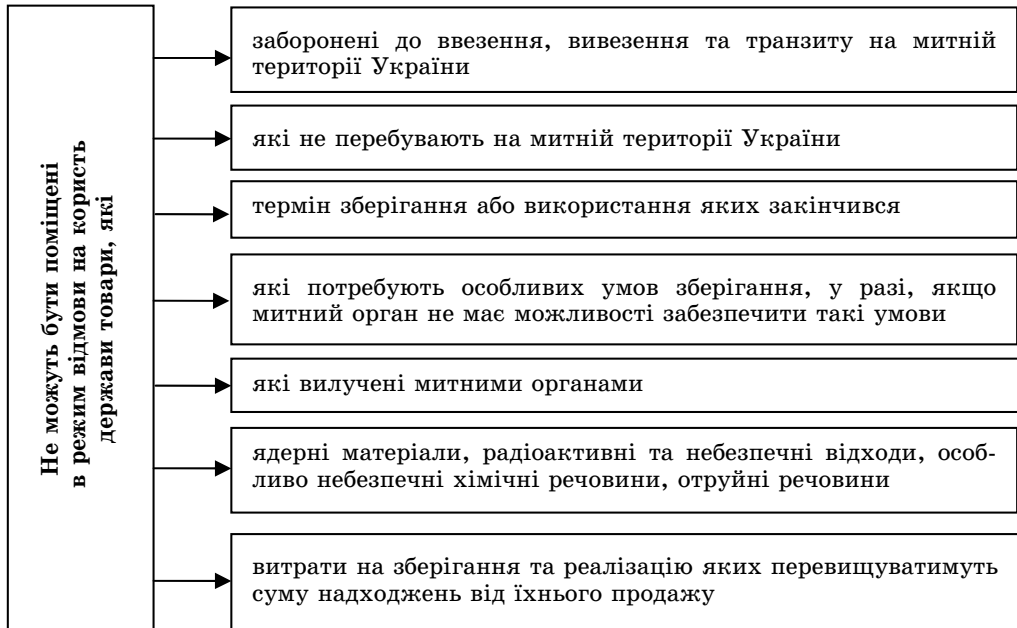 Не можуть бути поміщені
в режим відмови на користь
держави товари, які
заборонені до ввезення, вивезення та транзиту на митній
території України
які не перебувають на митній території України
термін зберігання або використання яких закінчився
які потребують особливих умов зберігання, у разі, якщо
митний орган не має можливості забезпечити такі умови
які вилучені митними органами
ядерні матеріали, радіоактивні та небезпечні відходи, особ-
ливо небезпечні хімічні речовини, отруйні речовини
витрати на зберігання та реалізацію яких перевищуватимуть
суму надходжень від їхнього продажу